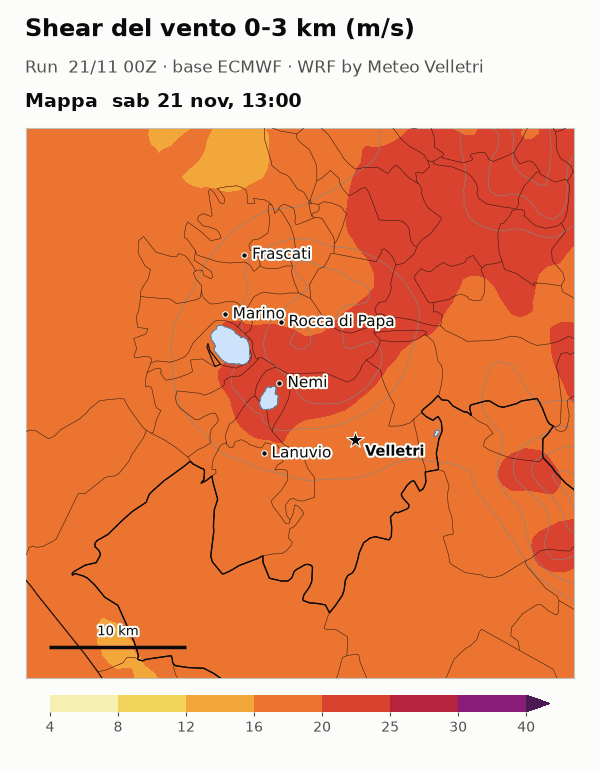 Shear del vento 0-3 km (m/s)
Run  21/11 00Z · base ECMWF · WRF by Meteo Velletri
Mappa  sab 21 nov, 13:00
Frascati
Marino
Rocca di Papa
Nemi
Velletri
Lanuvio
10 km
4 8 12 16 20 25 30 40